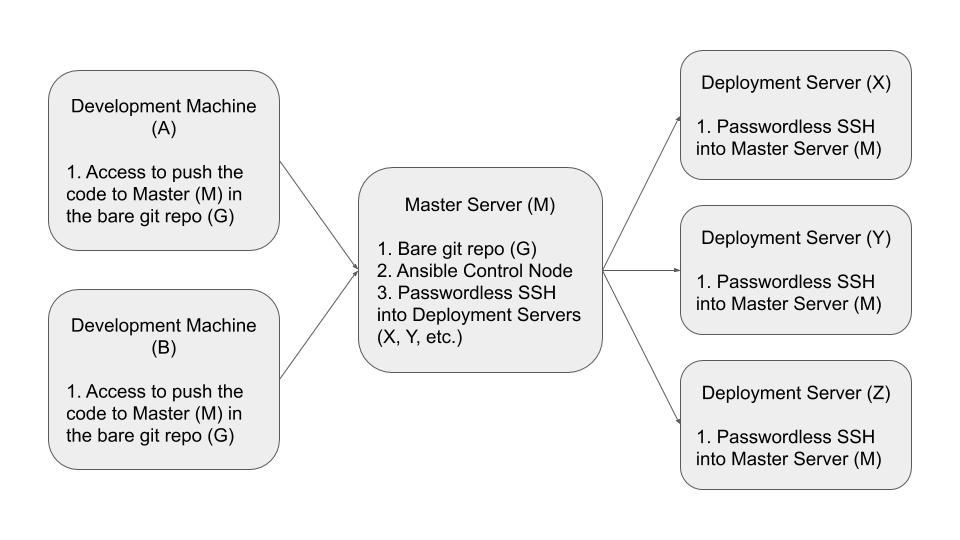 Development Machine
(A)
1. Access to push the
code to Master (M) in
the bare git repo (G)
Development Machine
(B)
1. Access to push the
code to Master (M) in
the bare git repo (G)
Master Server (M)
1. Bare git repo (G)
2. Ansible Control Node
3. Passwordless SSH
into Deployment Servers
(X, Y, etc.)
Deployment Server (X)
1. Passwordless SSH
into Master Server (M)
Deployment Server (Y)
1. Passwordless SSH
into Master Server (M)
Deployment Server (Z)
1. Passwordless SSH
into Master Server (M)